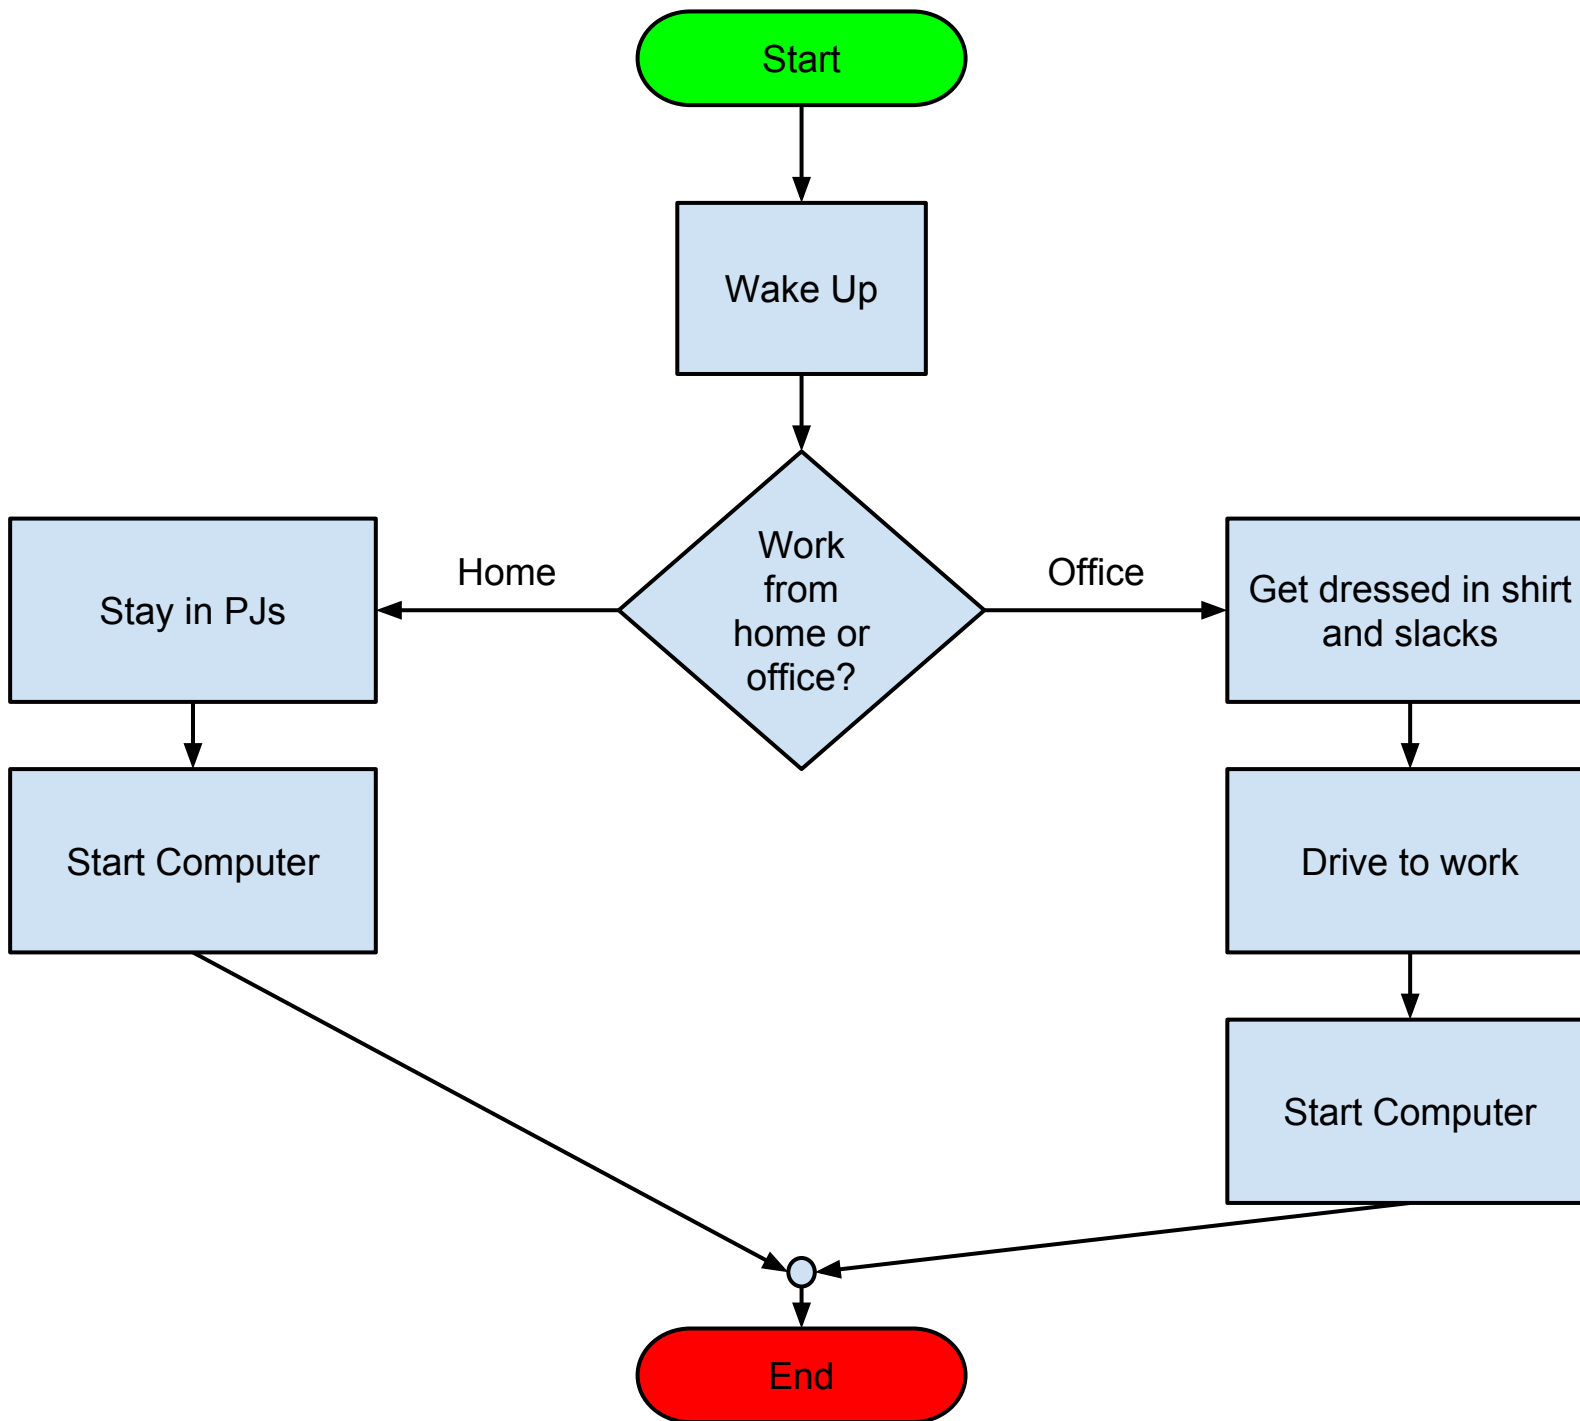 Start
Wake Up
Work
from
home or
office?
Home
Office
Stay in PJs
Get dressed in shirt
and slacks
Start Computer
Drive to work
Start Computer
End